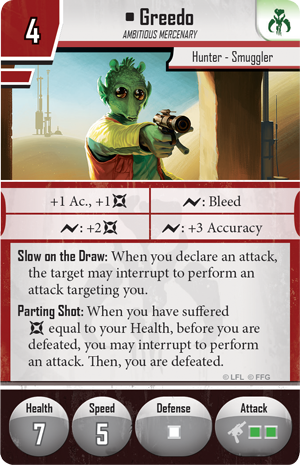 4
Greedo
AMBITIOUS MERCENARY
Hunter - Smuggler
+1 Ac., +1
: Bleed
: +2
: +3 Accuracy
Slow on the Draw: When you declare an attack,
the target may interrupt to perform an
attack targeting you.
Parting Shot: When you have suffered
equal to your Health, before you are
defeated, you may interrupt to perform
an attack. Then, you are defeated.
© LFL © FFG
Health
Speed
Defense
Attack
7
5